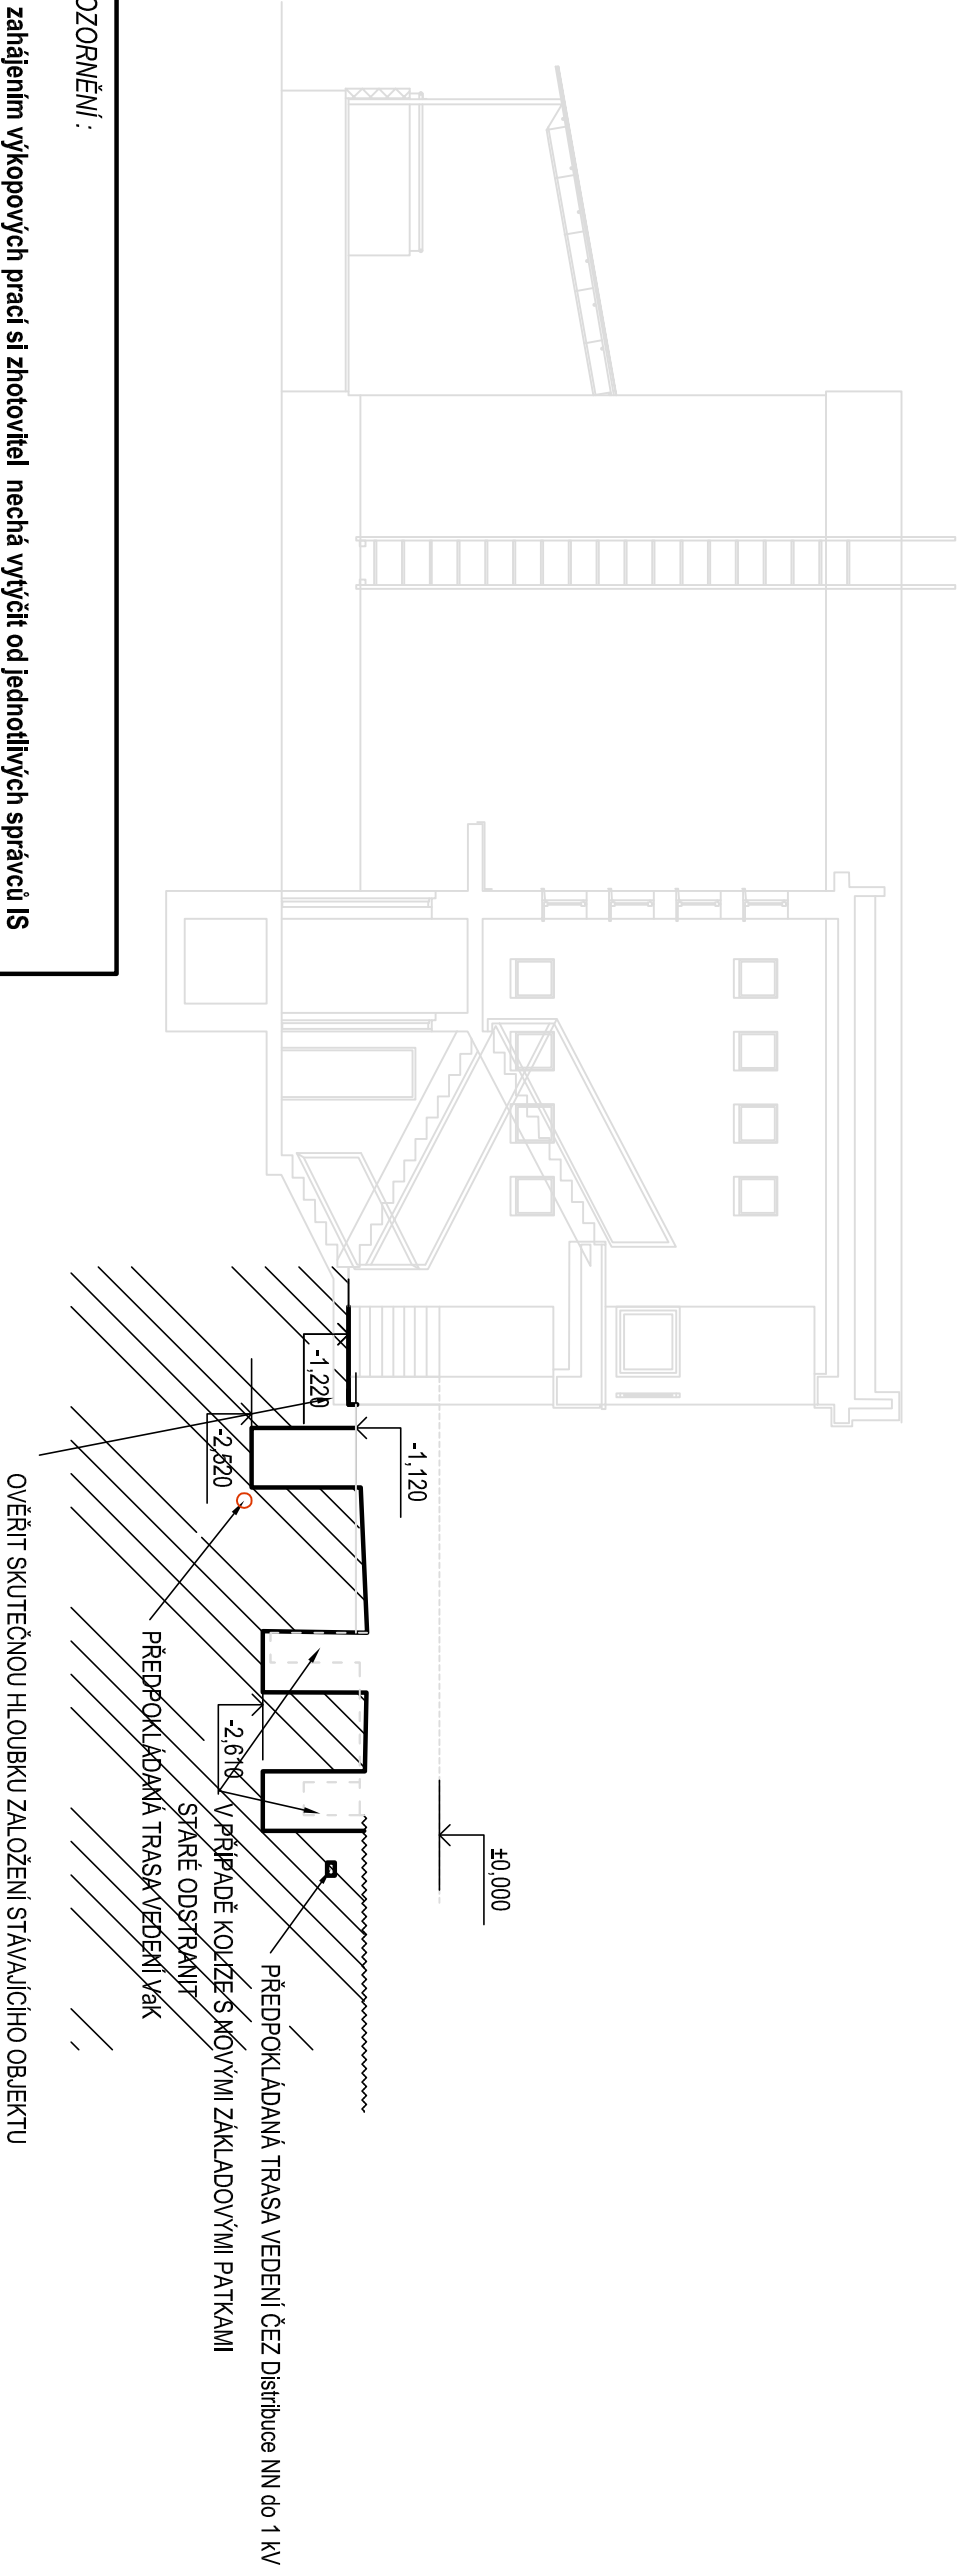 OZORNĚNÍ :
zahájením výkopových prací si zhotovitel nechá vytýčit od jednotlivých správců IS
±0,000
-1,120
-1,220
-2,520
-2,610
PŘEDPOKLÁDANÁ TRASA VEDENÍ ČEZ Distribuce NN do 1 kV
V PŘÍPADĚ KOLIZE S NOVÝMI ZÁKLADOVÝMI PATKAMI
STARÉ ODSTRANIT
PŘEDPOKLÁDANÁ TRASA VEDENÍ VaK
OVĚŘIT SKUTEČNOU HLOUBKU ZALOŽENÍ STÁVAJÍCÍHO OBJEKTU